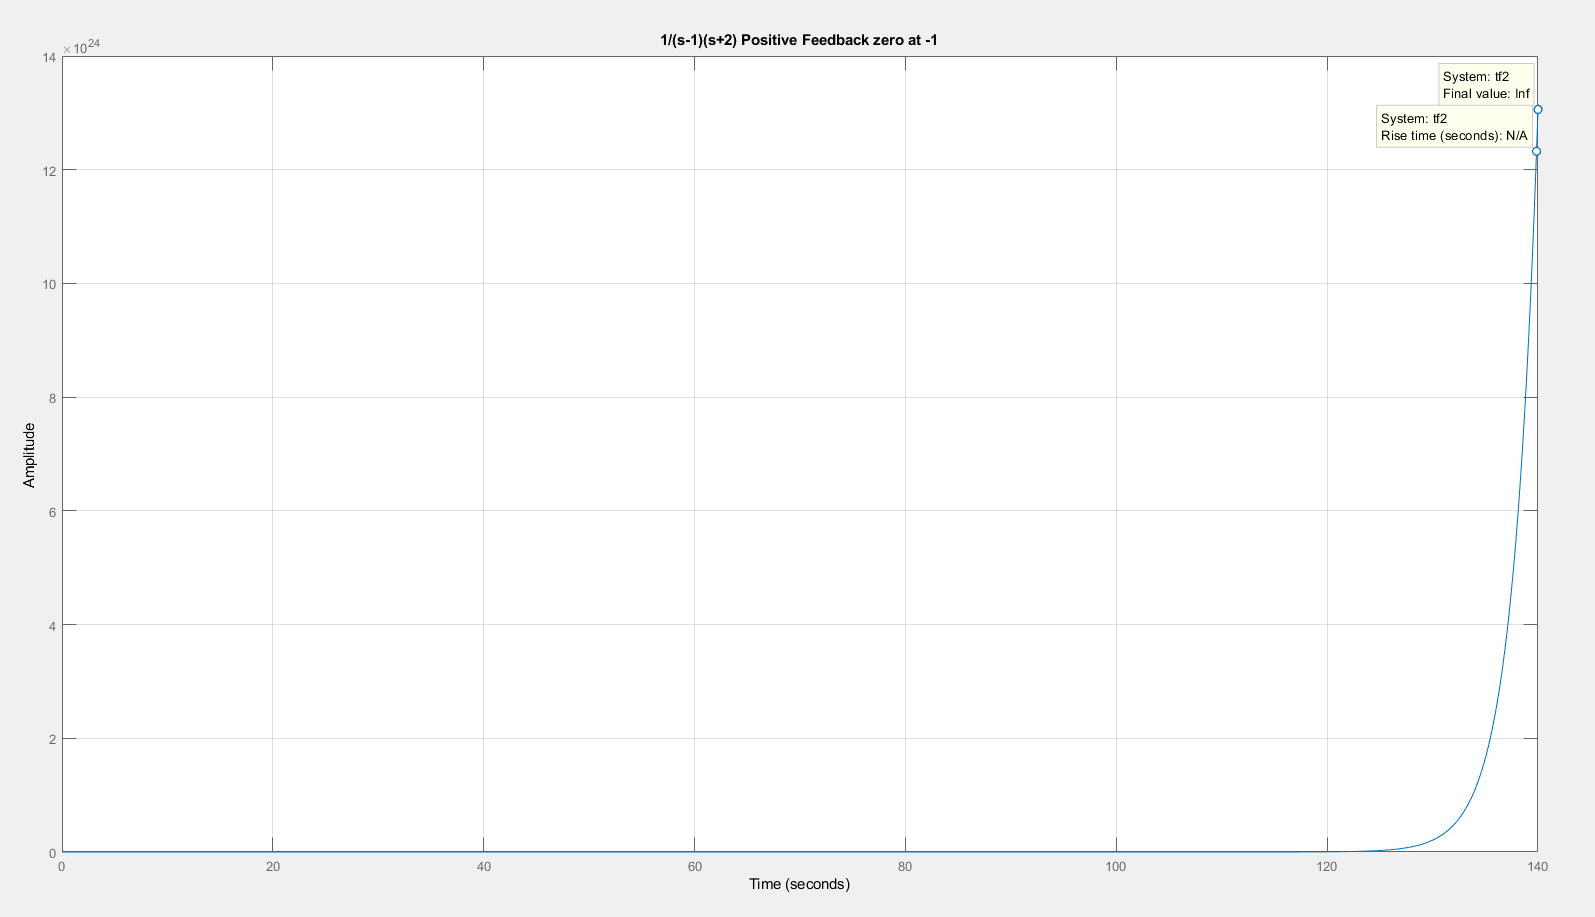 1/(s-1)(s+2) Positive Feedback zero at -1
×10^24
14
12
10
8
6
4
2
0
Amplitude
System: tf2
Final value: Inf
System: tf2
Rise time (seconds): N/A
0 20 40 60 80 100 120 140
Time (seconds)